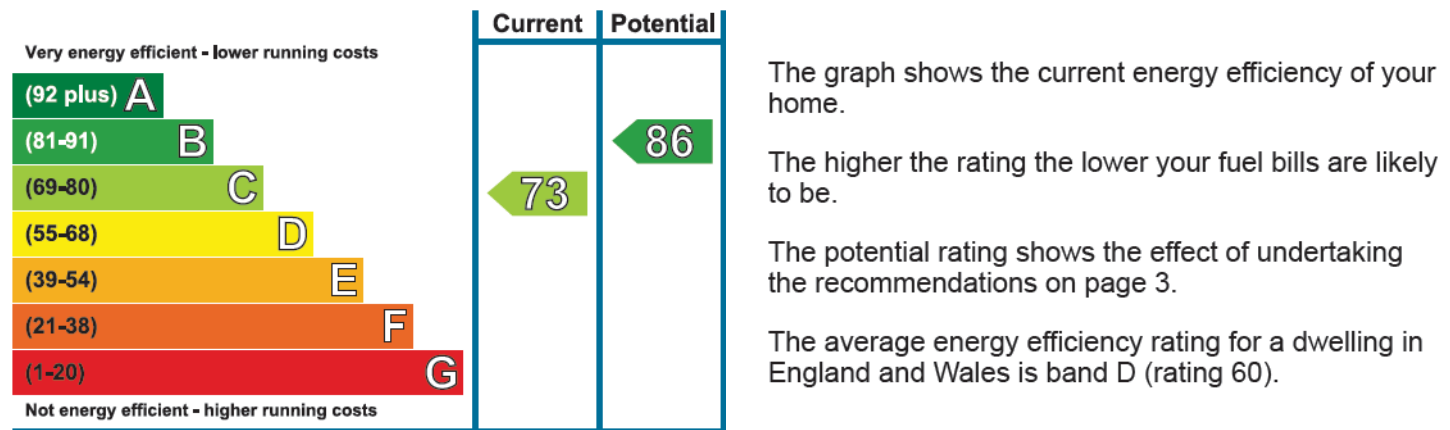 Current Potential
Very energy efficient - lower running costs
(92 plus) A
(81-91) B
86
(69-80) C
73
(55-68) D
(39-54) E
(21-38) F
(1-20) G
Not energy efficient - higher running costs
The graph shows the current energy efficiency of your
home.
The higher the rating the lower your fuel bills are likely
to be.
The potential rating shows the effect of undertaking
the recommendations on page 3.
The average energy efficiency rating for a dwelling in
England and Wales is band D (rating 60).